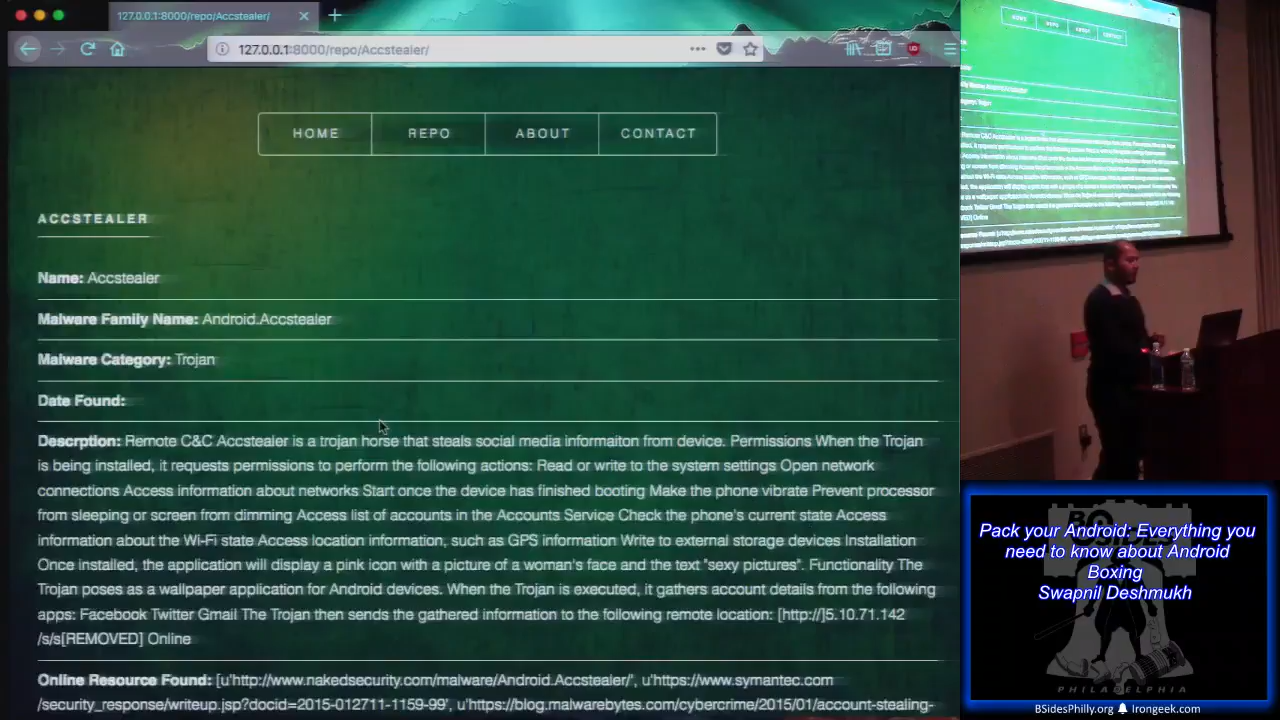 127.0.0.1:8000/repo/Accstealer/
127.0.0.1:8000/repo/Accstealer/
HOME REPO ABOUT CONTACT
ACCSTEALER
Name: Accstealer
Malware Family Name: Android.Accstealer
Malware Category: Trojan
Date Found:
Descrption: Remote C&C Accstealer is a trojan horse that steals social media informaiton from device. Permissions When the Trojan
is being installed, it requests permissions to perform the following actions: Read or write to the system settings Open network
connections Access information about networks Start once the device has finished booting Make the phone vibrate Prevent processor
from sleeping or screen from dimming Access list of accounts in the Accounts Service Check the phone's current state Access
information about the Wi-Fi state Access location information, such as GPS information Write to external storage devices Installation
Once installed, the application will display a pink icon with a picture of a woman's face and the text "sexy pictures". Functionality The
Trojan poses as a wallpaper application for Android devices. When the Trojan is executed, it gathers account details from the following
apps: Facebook Twitter Gmail The Trojan then sends the gathered information to the following remote location: [http://]5.10.71.142
/s/s[REMOVED] Online
Online Resource Found: [u'http://www.nakedsecurity.com/malware/Android.Accstealer/', u'https://www.symantec.com
/security_response/writeup.jsp?docid=2015-012711-1159-99', u'https://blog.malwarebytes.com/cybercrime/2015/01/account-stealing-
HOME REPO ABOUT CONTACT
Pack your Android: Everything you
need to know about Android
Boxing
Swapnil Deshmukh
BSIDES
PHILADELPHIA
BSidesPhilly.org Irongeek.com